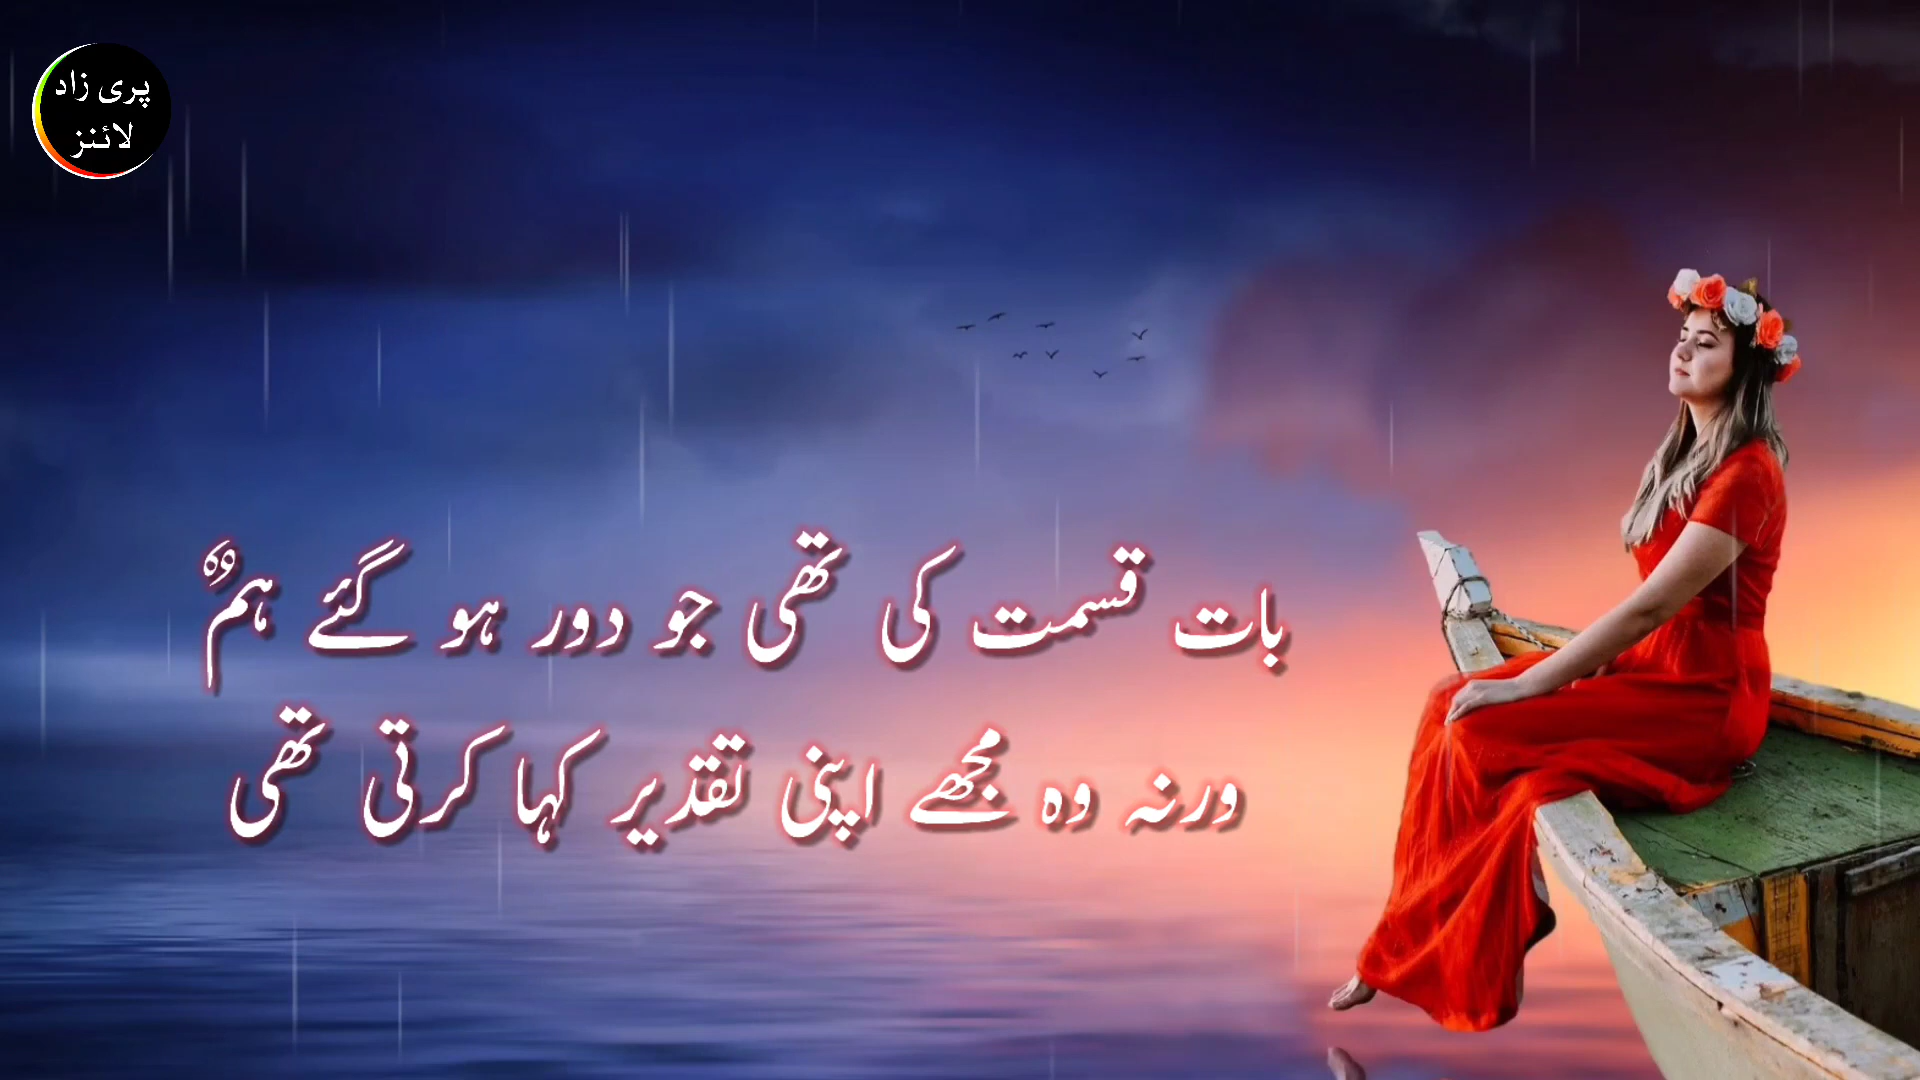 پری زاد
لائنز
بات قسمت کی تھی جو دور ہو گئے ہم
ورنہ وہ مجھے اپنی تقدیر کہا کرتی تھی